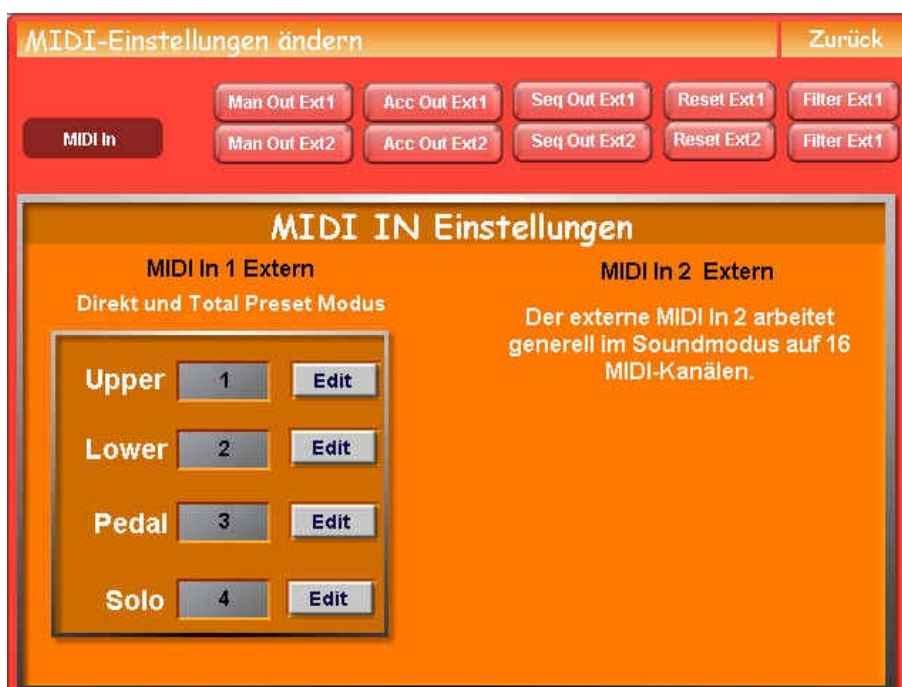 MIDI-Einstellungen ändern
Zurück
Man Out Ext1
Acc Out Ext1
Seq Out Ext1
Reset Ext1
Filter Ext1
MIDI In
Man Out Ext2
Acc Out Ext2
Seq Out Ext2
Reset Ext2
Filter Ext1
MIDI IN Einstellungen
MIDI In 1 Extern
Direkt und Total Preset Modus
Upper 1 Edit
Lower 2 Edit
Pedal 3 Edit
Solo 4 Edit
MIDI In 2 Extern
Der externe MIDI In 2 arbeitet
generell im Soundmodus auf 16
MIDI-Kanälen.